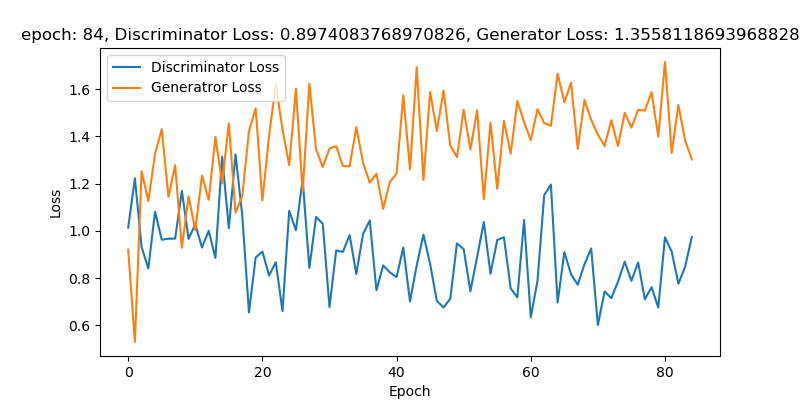 epoch: 84, Discriminator Loss: 0.8974083768970826, Generator Loss: 1.3558118693968828
Discriminator Loss
Generatror Loss
1.6
1.4
1.2
1.0
0.8
0.6
Loss
0 20 40 60 80
Epoch